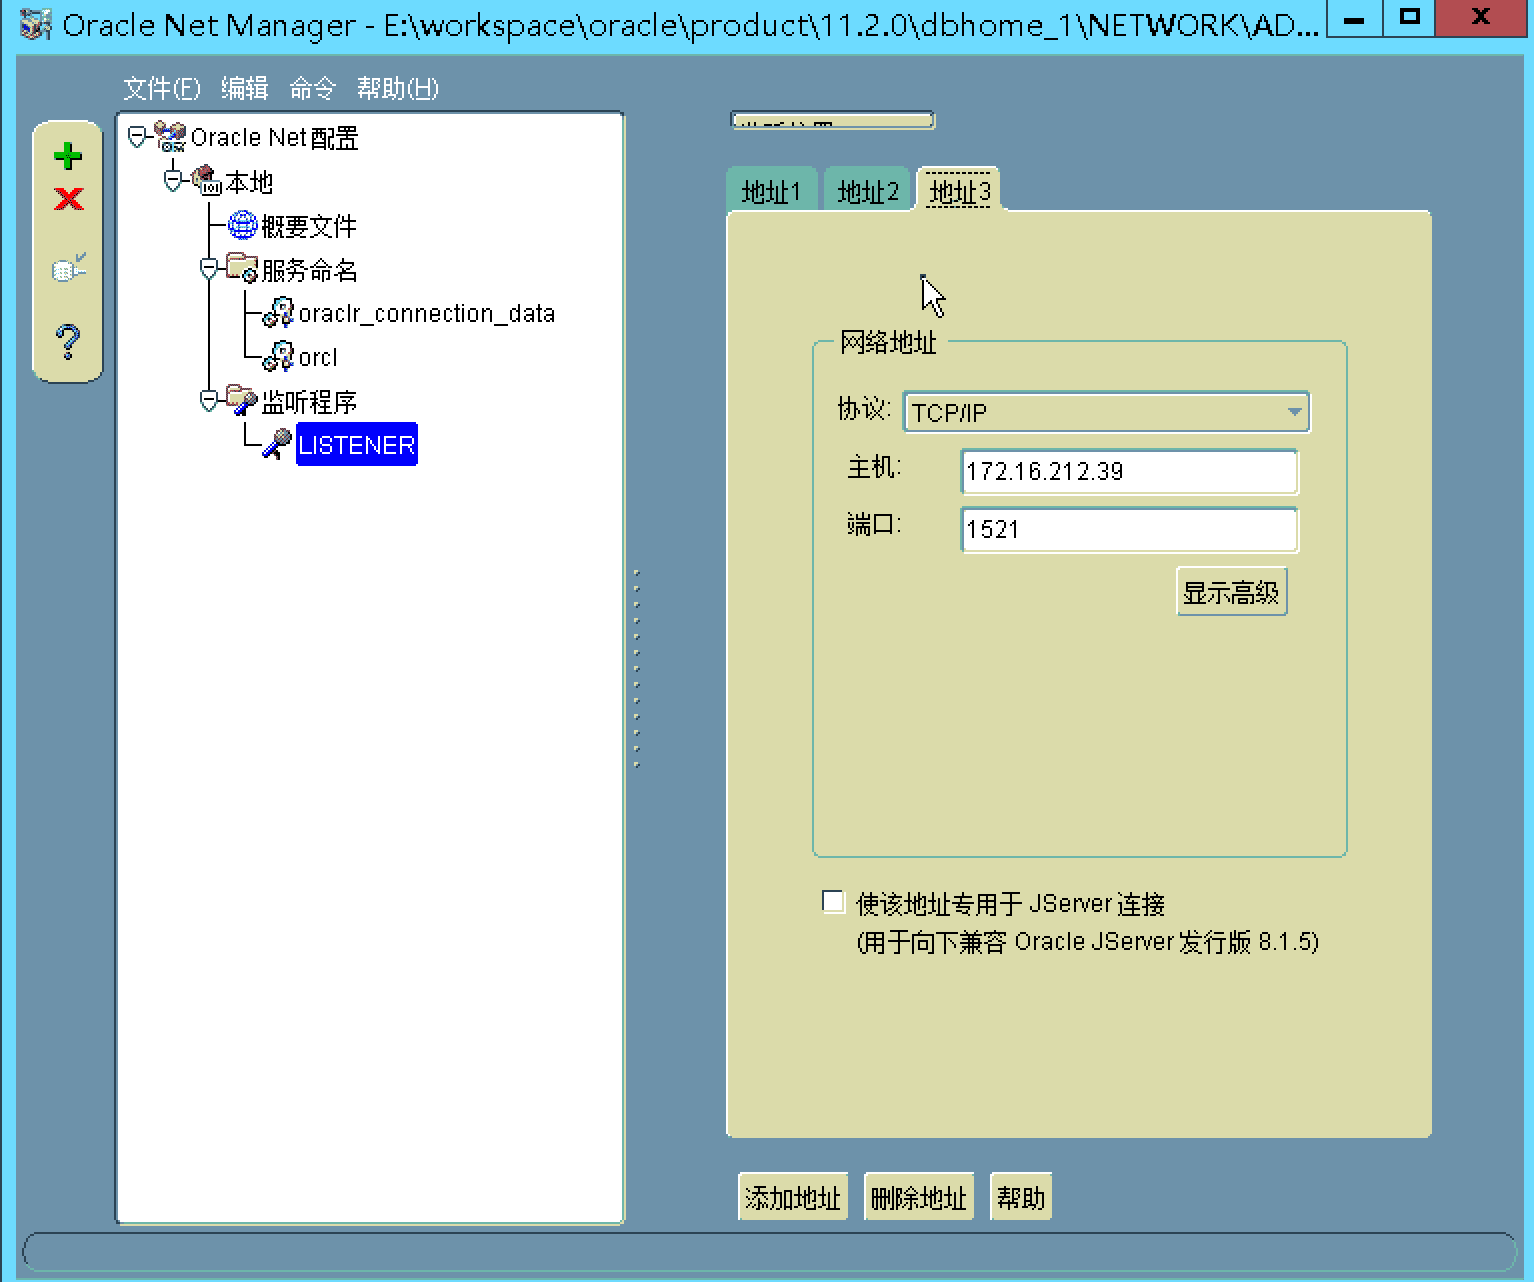 Oracle Net Manager - E:\workspace\oracle\product\11.2.0\dbhome_1\NETWORK\AD...
文件(F) 编辑 命令 帮助(H)
Oracle Net 配置
本地
概要文件
服务命名
oraclr_connection_data
orcl
监听程序
LISTENER
地址1 地址2 地址3
网络地址
协议: TCP/IP
主机: 172.16.212.39
端口: 1521
显示高级
使该地址专用于 JServer 连接
(用于向下兼容 Oracle JServer 发行版 8.1.5)
添加地址 删除地址 帮助